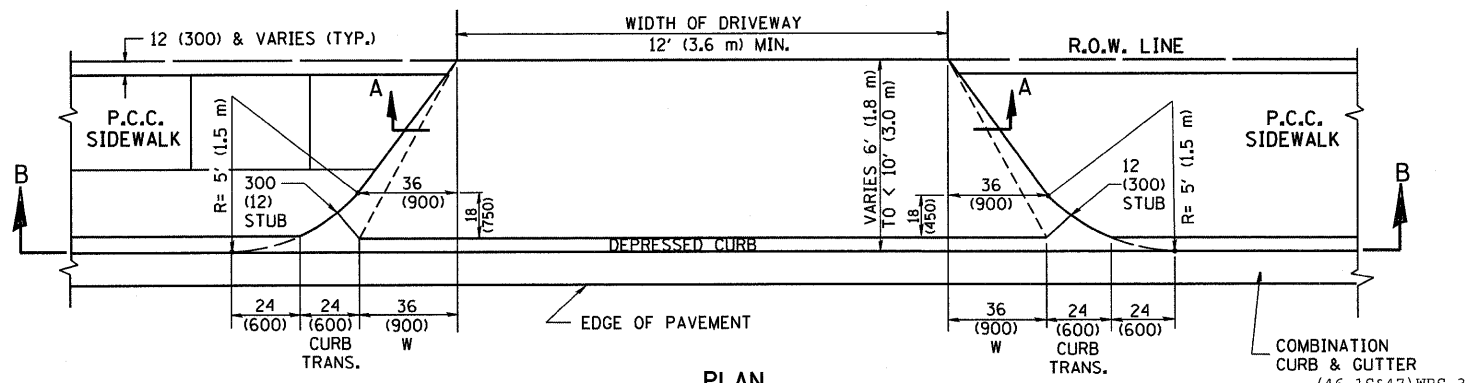 12 (300) & VARIES (TYP.)
WIDTH OF DRIVEWAY
12' (3.6 m) MIN.
R.O.W. LINE
P.C.C.
SIDEWALK
A
A
P.C.C.
SIDEWALK
B
B
R= 5' (1.5 m)
300
(12)
STUB
36
(900)
18
(750)
VARIES 6' (1.8 m)
TO < 10' (3.0 m)
36
(900)
18
(450)
12
(300)
STUB
R= 5' (1.5 m)
DEPRESSED CURB
24
(600)
24
(600)
CURB
TRANS.
36
(900)
W
EDGE OF PAVEMENT
36
(900)
W
24
(600)
CURB
TRANS.
24
(600)
COMBINATION
CURB & GUTTER
PLAN